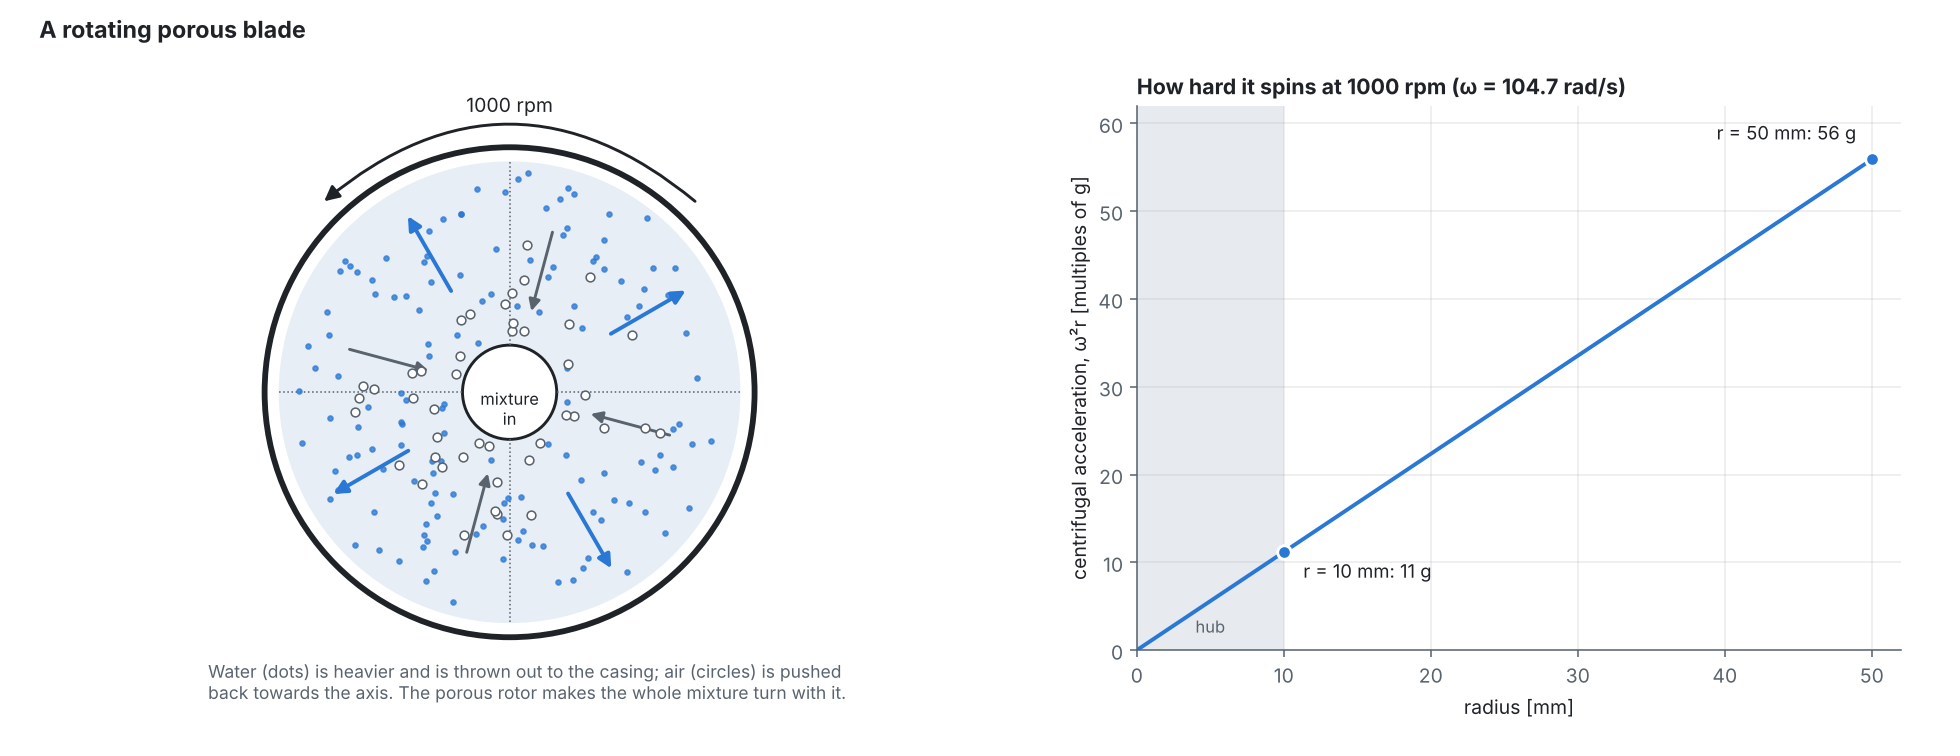 A rotating porous blade
1000 rpm
mixture
in
Water (dots) is heavier and is thrown out to the casing; air (circles) is pushed
back towards the axis. The porous rotor makes the whole mixture turn with it.
How hard it spins at 1000 rpm (ω = 104.7 rad/s)
centrifugal acceleration, ω²r [multiples of g]
60
50
40
30
20
10
0
r = 50 mm: 56 g
r = 10 mm: 11 g
hub
0 10 20 30 40 50
radius [mm]